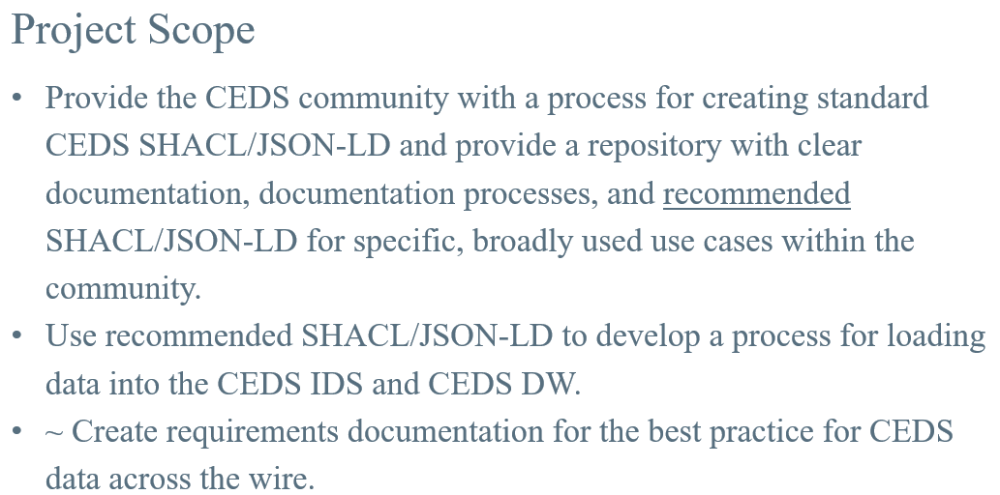 Project Scope
• Provide the CEDS community with a process for creating standard
CEDS SHACL/JSON-LD and provide a repository with clear
documentation, documentation processes, and recommended
SHACL/JSON-LD for specific, broadly used use cases within the
community.
• Use recommended SHACL/JSON-LD to develop a process for loading
data into the CEDS IDS and CEDS DW.
• ~ Create requirements documentation for the best practice for CEDS
data across the wire.